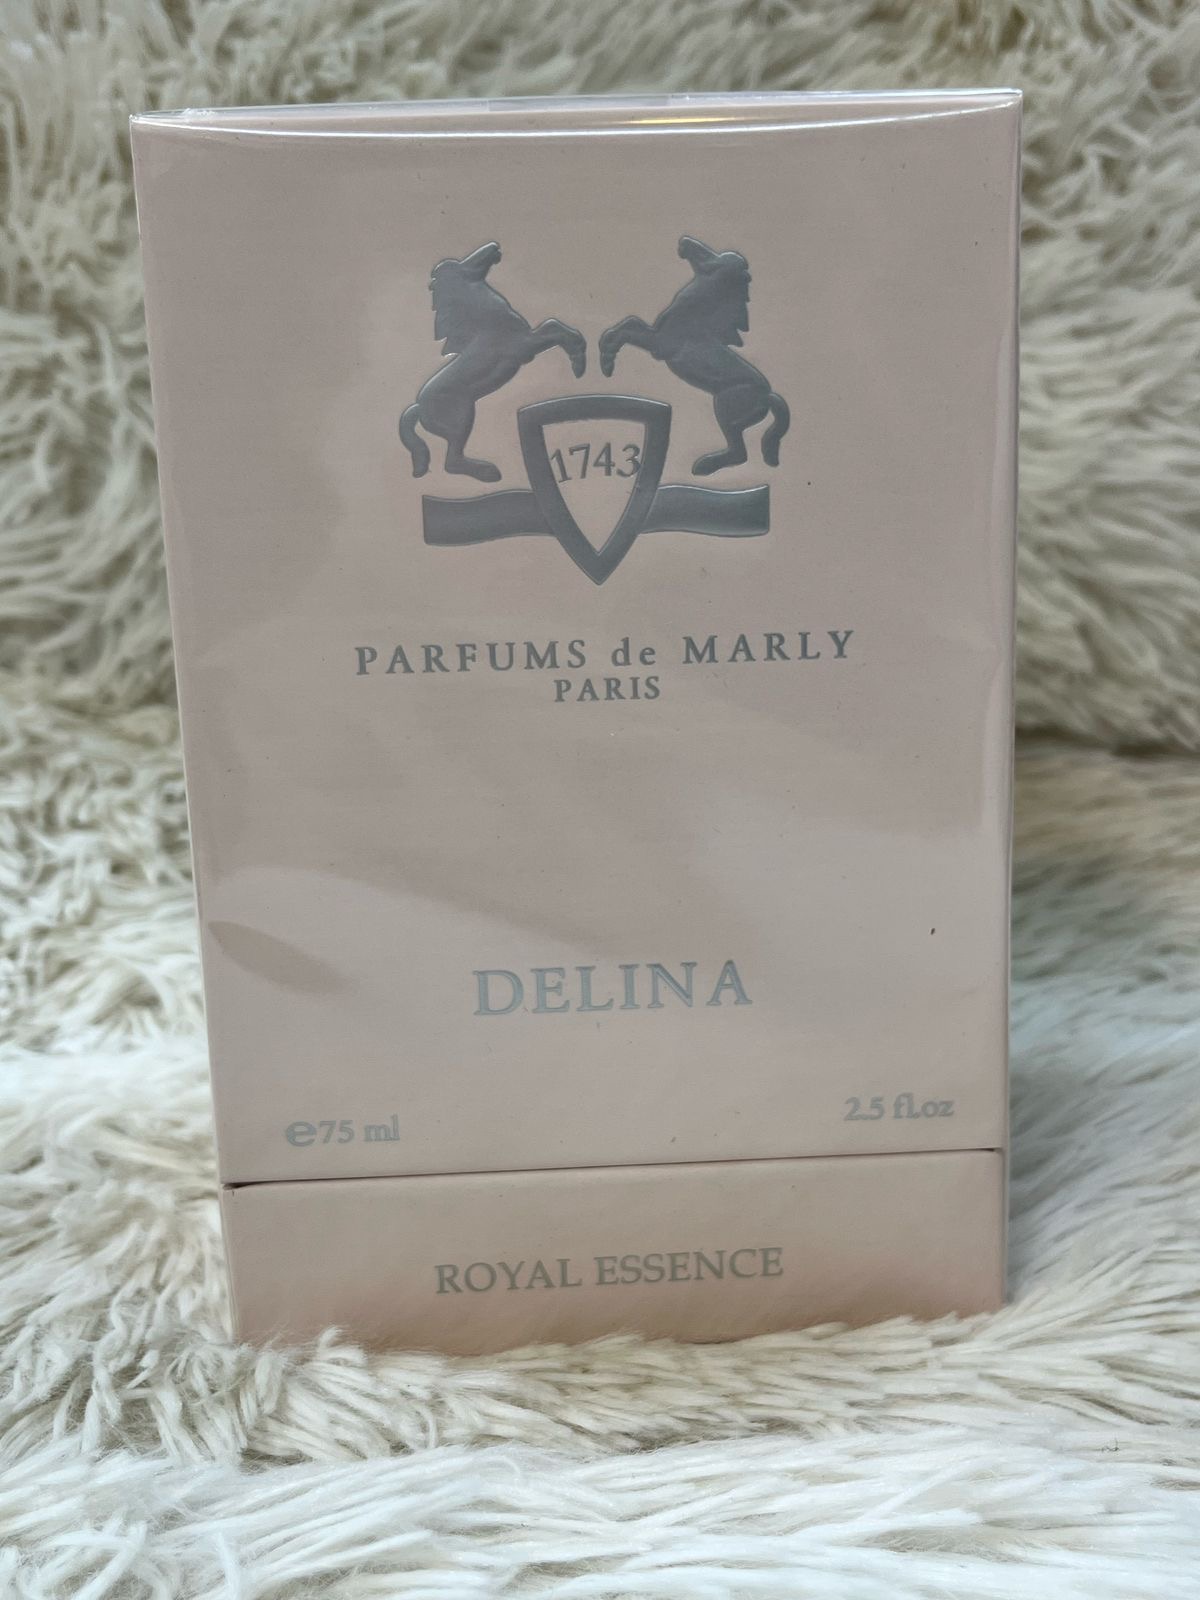 1743
PARFUMS de MARLY
PARIS
DELINA
℮75 ml
2.5 fl.oz
ROYAL ESSENCE